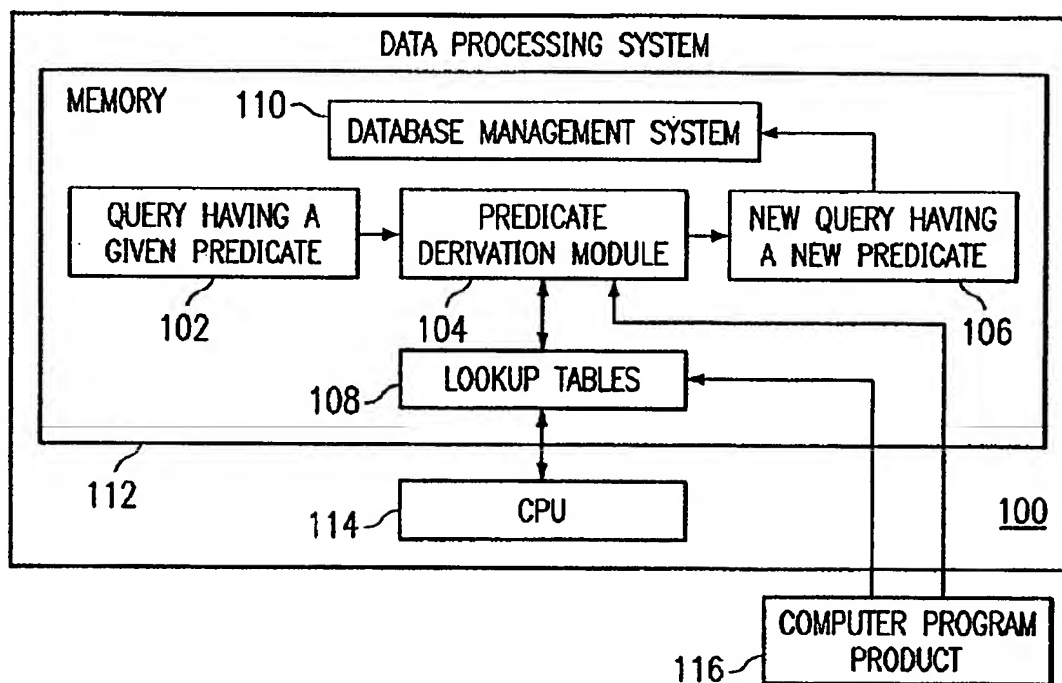 DATA PROCESSING SYSTEM
MEMORY
110
DATABASE MANAGEMENT SYSTEM
QUERY HAVING A
GIVEN PREDICATE
PREDICATE
DERIVATION MODULE
NEW QUERY HAVING
A NEW PREDICATE
102
104
106
108
LOOKUP TABLES
112
114
CPU
100
116
COMPUTER PROGRAM
PRODUCT